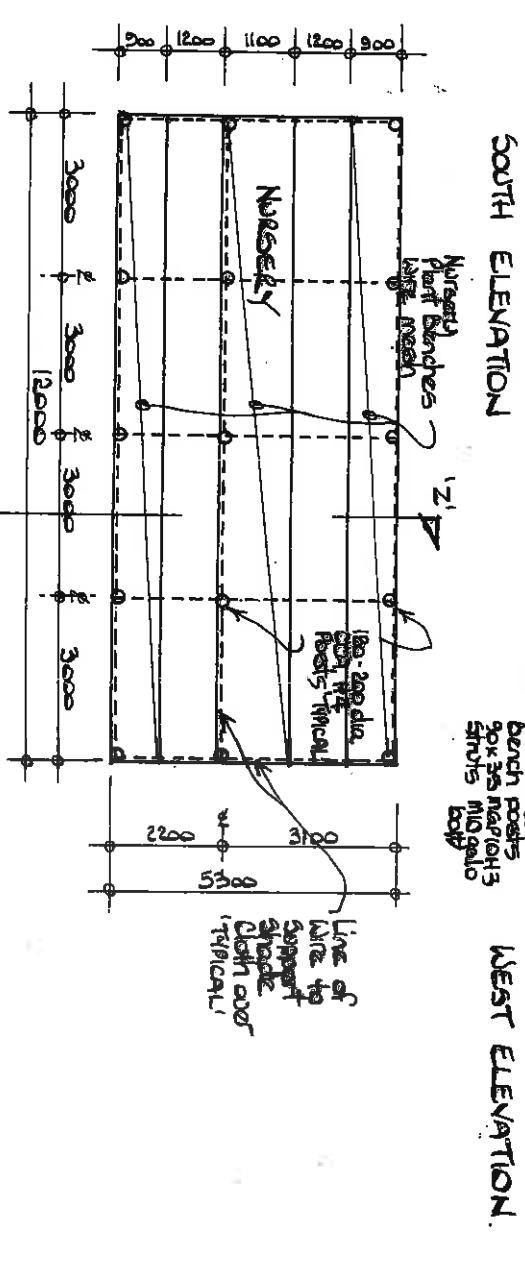 SOUTH ELEVATION
Nursery
Plant Benches
WIRE MESH
'Z'
NURSERY
180-200 dia
CCA H4
Posts TYPICAL
bench posts
90x35 H3
struts M10 galv
bolt
WEST ELEVATION.
900
1200
1100
1200
900
3000
3000
3000
3000
12000
2200
3100
5300
Line of
Wire to
Support
Shade
Cloth over
'TYPICAL'